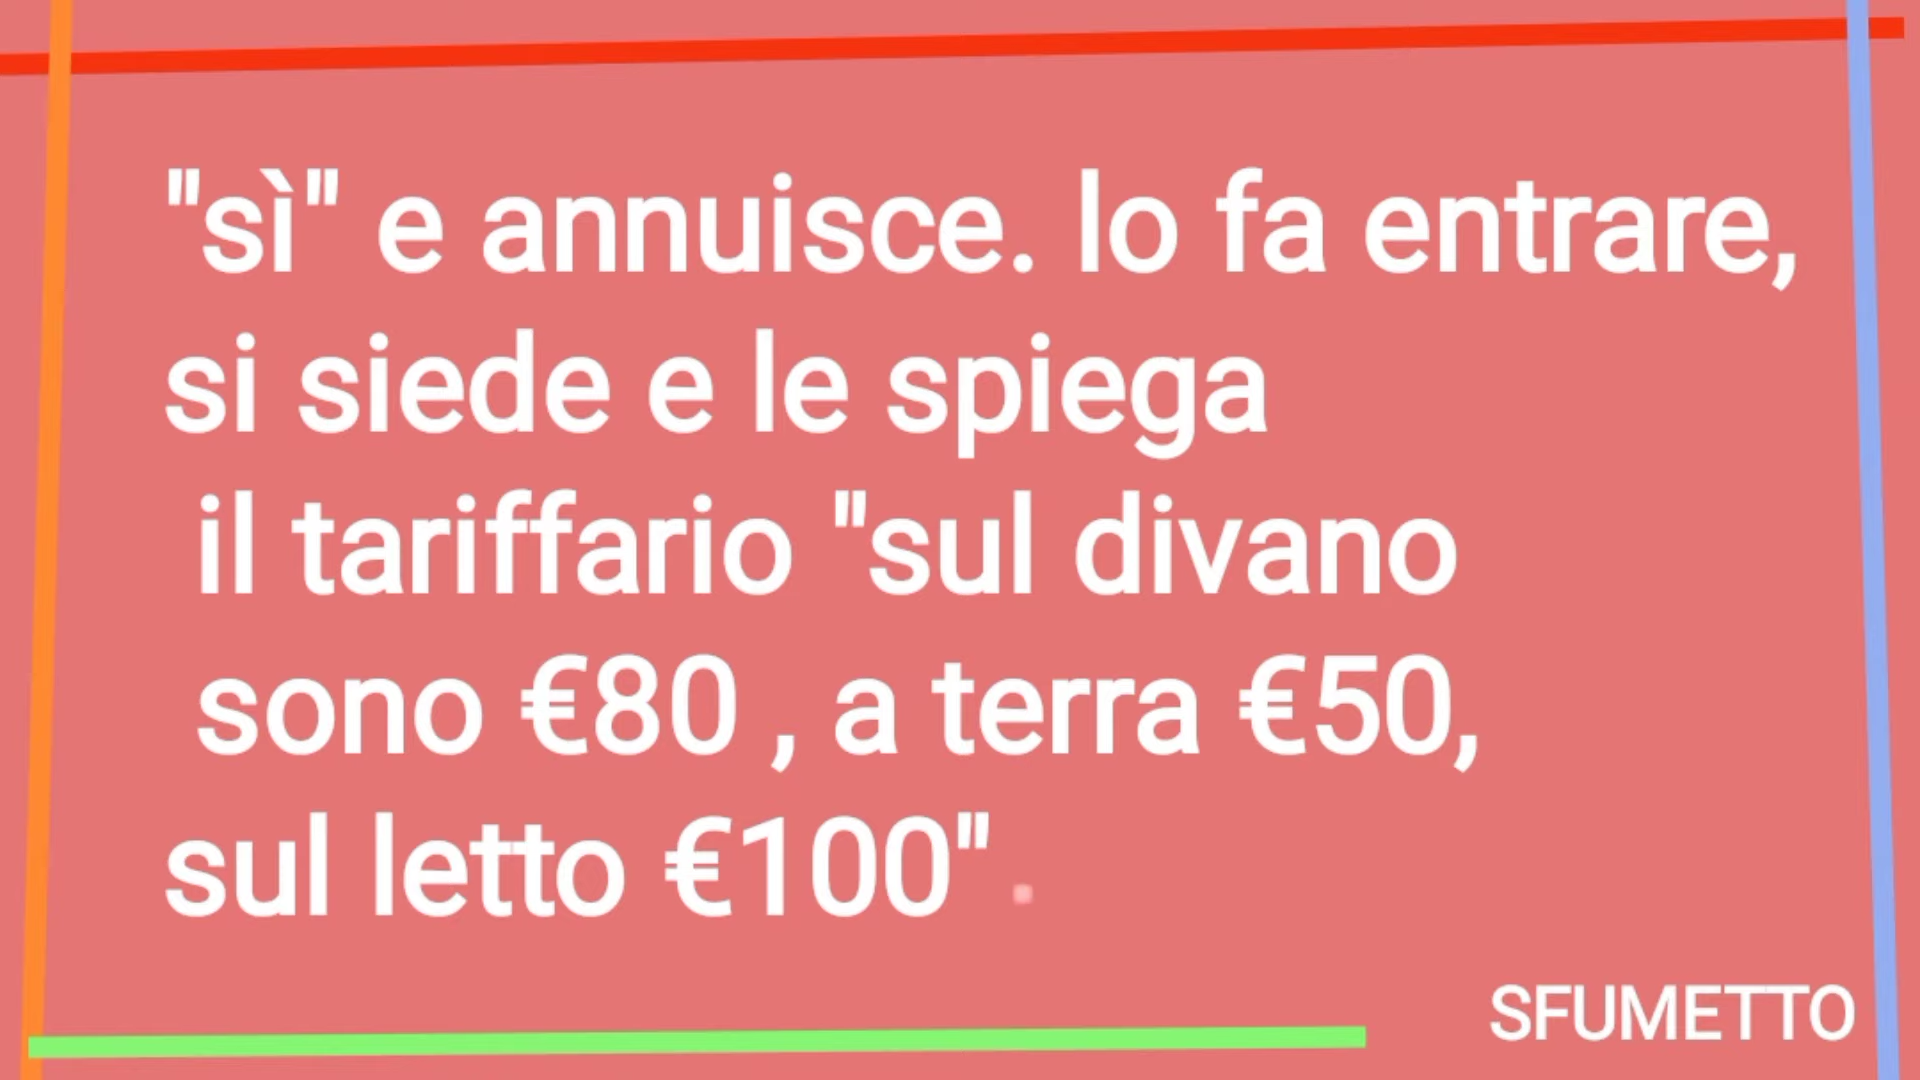 "sì" e annuisce. lo fa entrare,
si siede e le spiega
il tariffario "sul divano
sono €80 , a terra €50,
sul letto €100" .
SFUMETTO